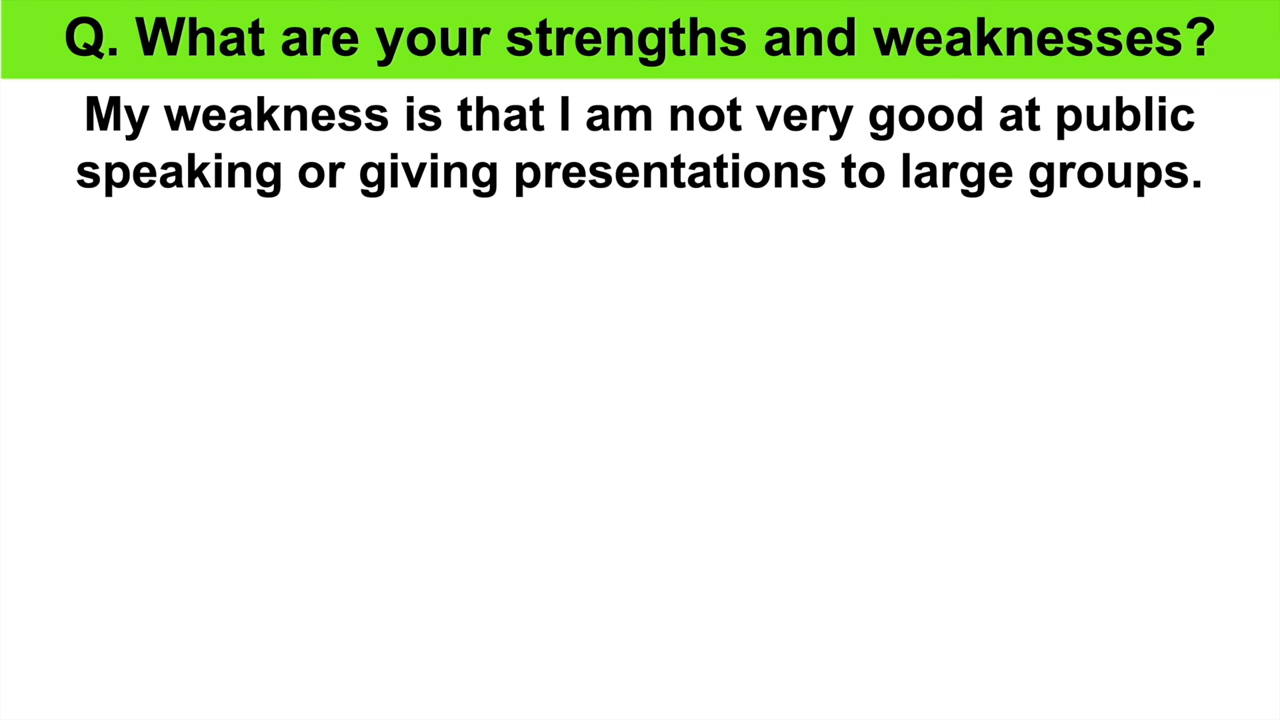 Q. What are your strengths and weaknesses?
My weakness is that I am not very good at public
speaking or giving presentations to large groups.